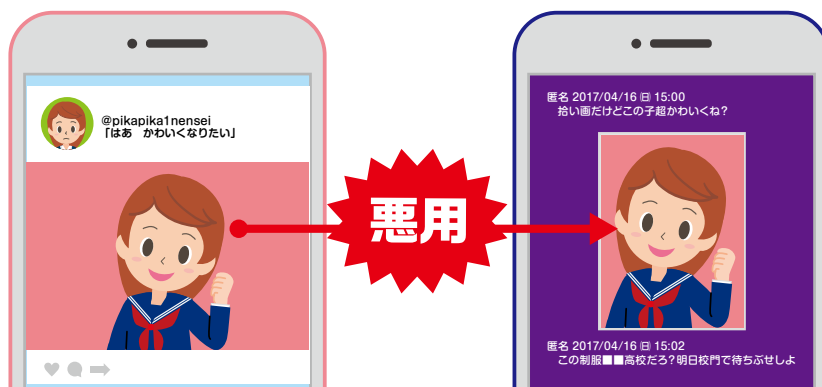 @pikapika1nensei
「はあ　かわいくなりたい」
悪用
匿名 2017/04/16 ㊐ 15:00
拾い画だけどこの子超かわいくね?
匿名 2017/04/16 ㊐ 15:02
この制服■■高校だろ?明日校門で待ちぶせしよ